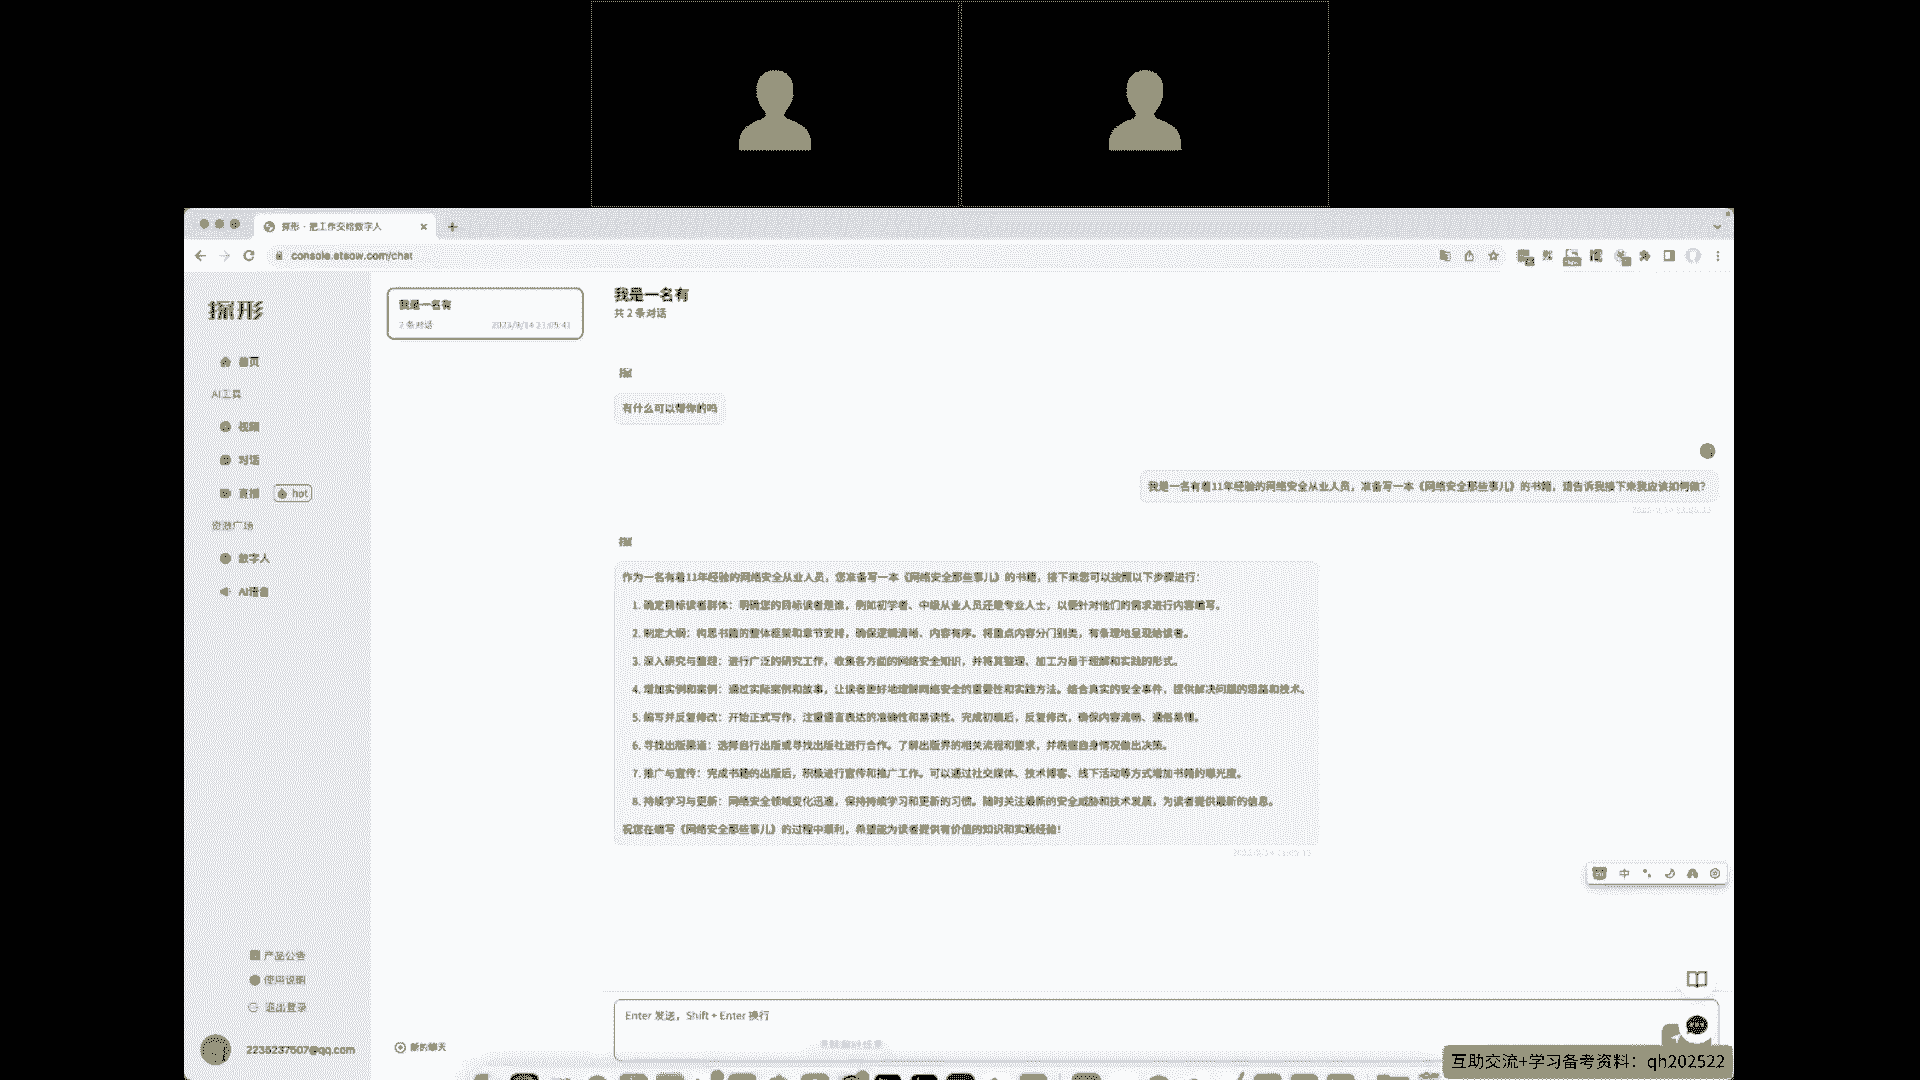 探形 · 把工作交给数字人
console.atsow.com/chat
探形
首页
AI工具
视频
对话
直播
hot
资源广场
数字人
AI语音
产品公告
使用说明
退出登录
2235237507@qq.com
我是一名有
2 条对话
新的聊天
我是一名有
共 2 条对话
有什么可以帮你的吗
我是一名有着11年经验的网络安全从业人员，准备写一本《网络安全那些事儿》的书籍，请告诉我接下来我应该如何做？
作为一名有着11年经验的网络安全从业人员，您准备写一本《网络安全那些事儿》的书籍，接下来您可以按照以下步骤进行：
1. 确定目标读者群体：明确您的目标读者是谁，例如初学者、中级从业人员还是专业人士，以便针对他们的需求进行内容编写。
2. 制定大纲：构思书籍的整体框架和章节安排，确保逻辑清晰、内容有序。将重点内容分门别类，有条理地呈现给读者。
3. 深入研究与整理：进行广泛的研究工作，收集各方面的网络安全知识，并将其整理、加工为易于理解和实践的形式。
4. 增加实例和案例：通过实际案例和故事，让读者更好地理解网络安全的重要性和实践方法。结合真实的安全事件，提供解决问题的思路和技术。
5. 编写并反复修改：开始正式写作，注重语言表达的准确性和易读性。完成初稿后，反复修改，确保内容流畅、通俗易懂。
6. 寻找出版渠道：选择自行出版或寻找出版社进行合作。了解出版界的相关流程和要求，并根据自身情况做出决策。
7. 推广与宣传：完成书籍的出版后，积极进行宣传和推广工作。可以通过社交媒体、技术博客、线下活动等方式增加书籍的曝光度。
8. 持续学习与更新：网络安全领域变化迅速，保持持续学习和更新的习惯。随时关注最新的安全威胁和技术发展，为读者提供最新的信息。
祝您在编写《网络安全那些事儿》的过程中顺利，希望能为读者提供有价值的知识和实践经验！
中
Enter 发送，Shift + Enter 换行
互助交流+学习备考资料：qh202522